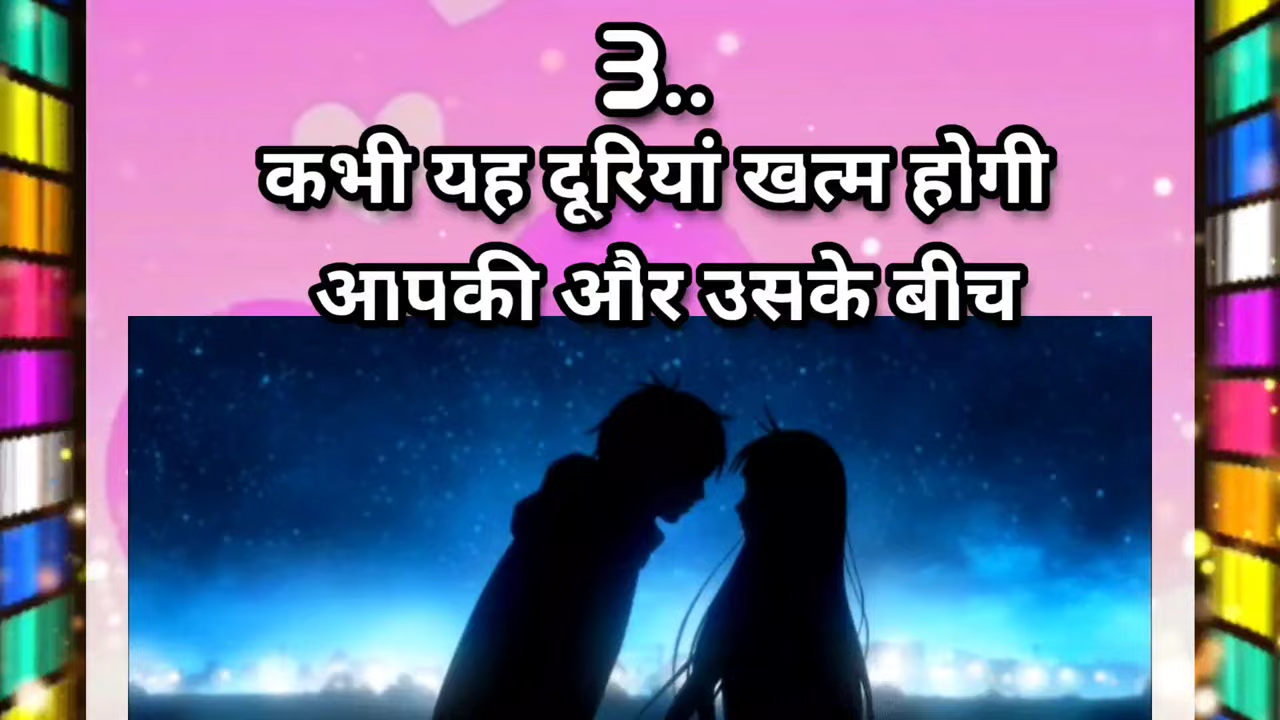 3..
कभी यह दूरियां खत्म होगी
आपकी और उसके बीच